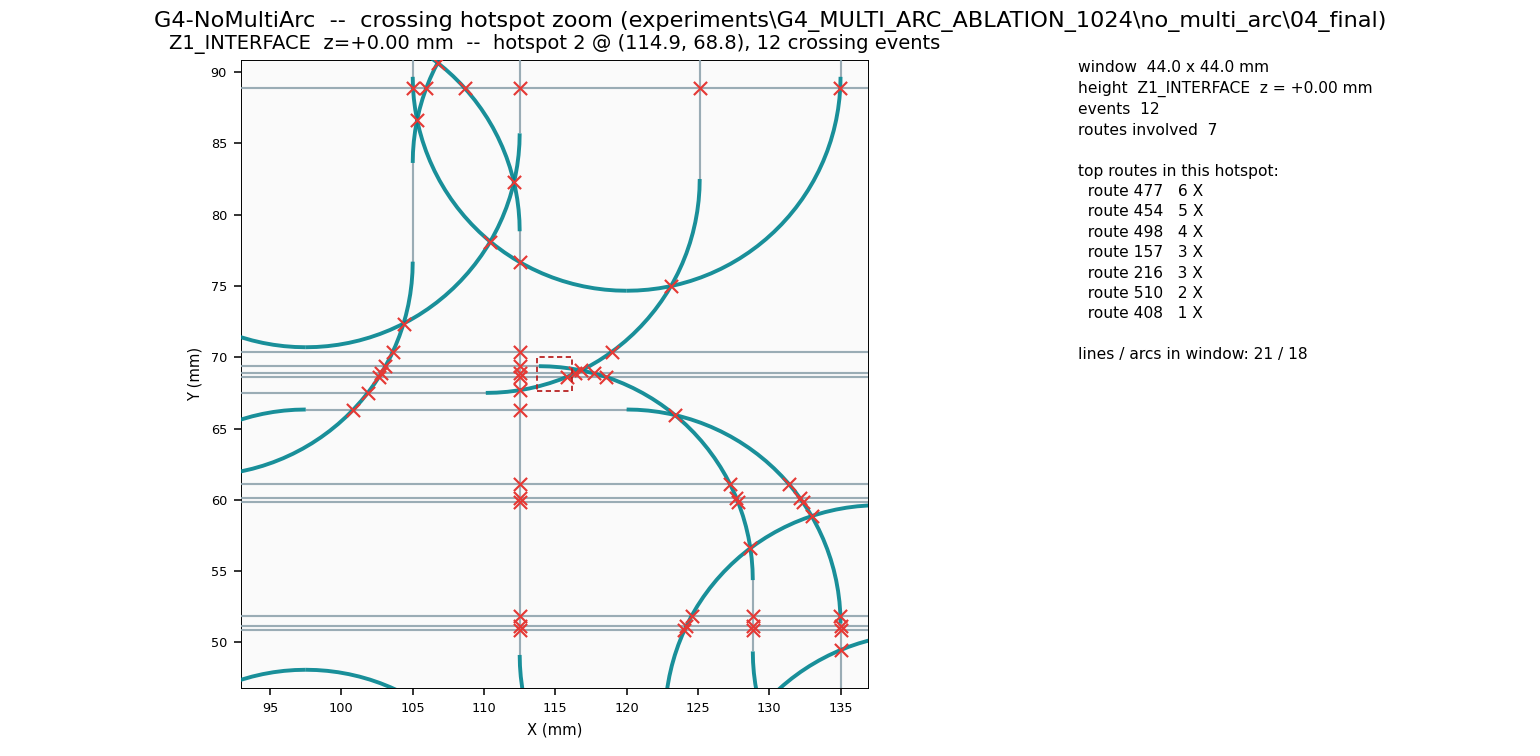 G4-NoMultiArc  --  crossing hotspot zoom (experiments\G4_MULTI_ARC_ABLATION_1024\no_multi_arc\04_final)
Z1_INTERFACE  z=+0.00 mm  --  hotspot 2 @ (114.9, 68.8), 12 crossing events
window  44.0 x 44.0 mm
height  Z1_INTERFACE  z = +0.00 mm
events  12
routes involved  7
top routes in this hotspot:
route 477   6 X
route 454   5 X
route 498   4 X
route 157   3 X
route 216   3 X
route 510   2 X
route 408   1 X
lines / arcs in window: 21 / 18
90
85
80
75
70
65
60
55
50
Y (mm)
95 100 105 110 115 120 125 130 135
X (mm)